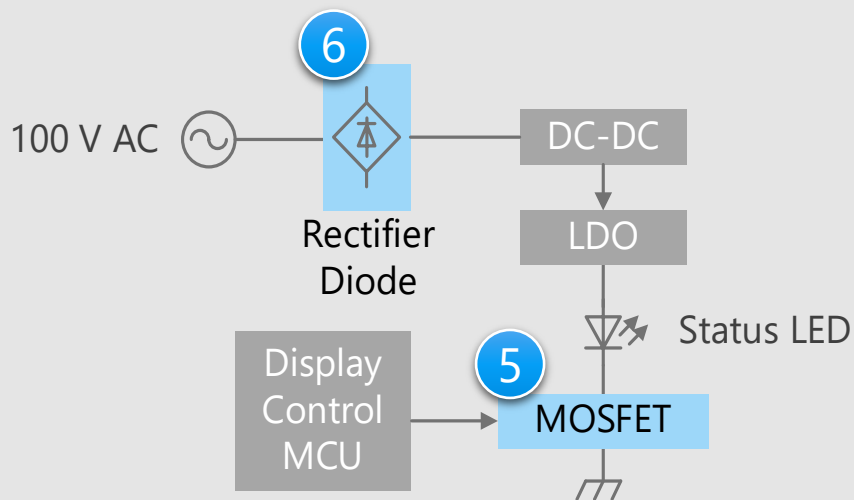 6
100 V AC
DC-DC
Rectifier
Diode
LDO
Status LED
Display
Control
MCU
5
MOSFET